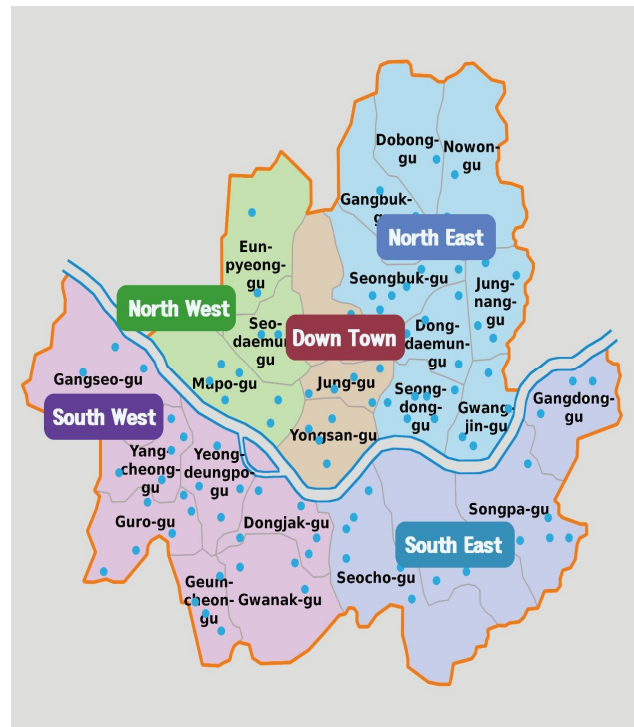 Dobong-
gu
Nowon-
gu
Gangbuk-
North East
Eun-
pyeong-
gu
Seongbuk-gu
Jung-
nang-
gu
North West
Seo-
daemun-
gu
Down Town
Dong-
daemun-
gu
Gangseo-gu
Mapo-gu
Jung-gu
Seong-
dong-
gu
Gwang-
jin-gu
Gangdong-
gu
South West
Yang-
cheong-
gu
Yeong-
deungpo-
gu
Yongsan-gu
Guro-gu
Dongjak-gu
Songpa-gu
South East
Seocho-gu
Geun-
cheon-
gu
Gwanak-gu